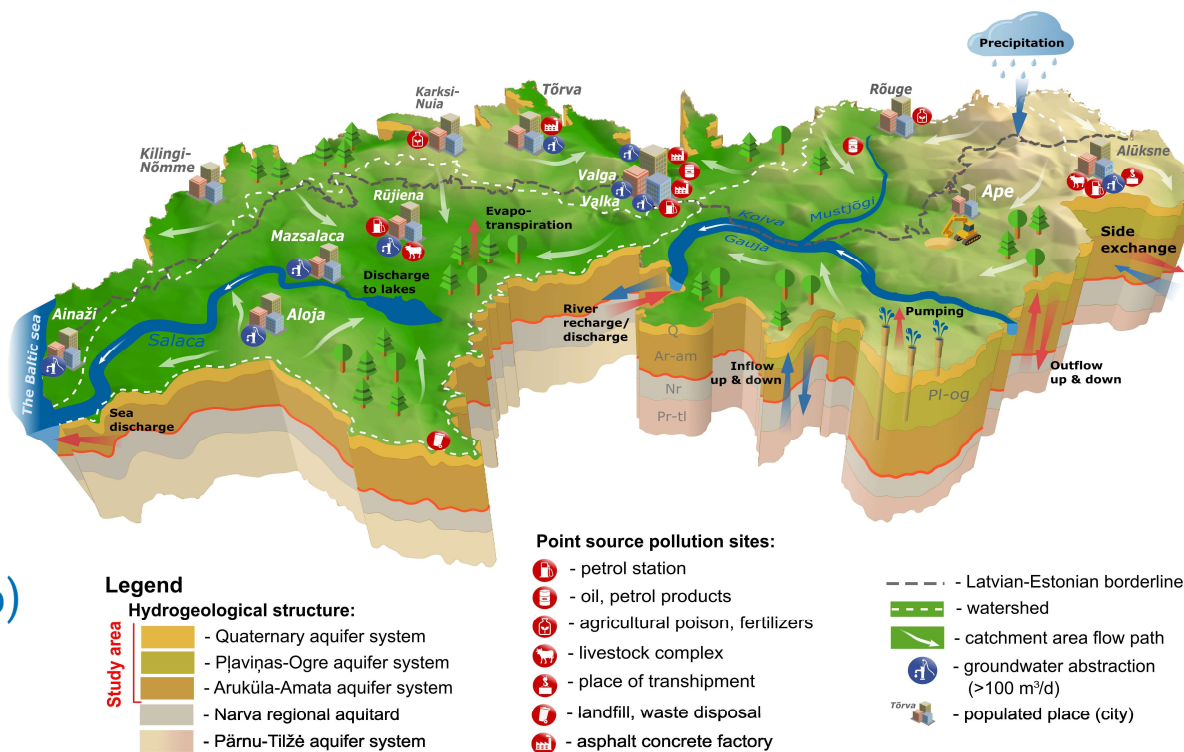 Precipitation
Karksi-
Nuia
Tõrva
Rõuge
Kilingi-
Nõmme
Alūksne
Valga
Valka
Ape
Rūjiena
Koiva
Mustjõgi
Gauja
Evapo-
transpiration
Mazsalaca
Side
exchange
Discharge
to lakes
Ainaži
Aloja
Salaca
The Baltic sea
River
recharge/
discharge
Pumping
Q
Ar-am
Nr
Pr-tl
Inflow
up & down
Pl-og
Outflow
up & down
Sea
discharge
)
Legend
Hydrogeological structure:
Study area
- Quaternary aquifer system
- Pļaviņas-Ogre aquifer system
- Aruküla-Amata aquifer system
- Narva regional aquitard
- Pärnu-Tilžė aquifer system
Point source pollution sites:
- petrol station
- oil, petrol products
- agricultural poison, fertilizers
- livestock complex
- place of transhipment
- landfill, waste disposal
- asphalt concrete factory
- Latvian-Estonian borderline
- watershed
- catchment area flow path
- groundwater abstraction
(>100 m³/d)
Tõrva
- populated place (city)